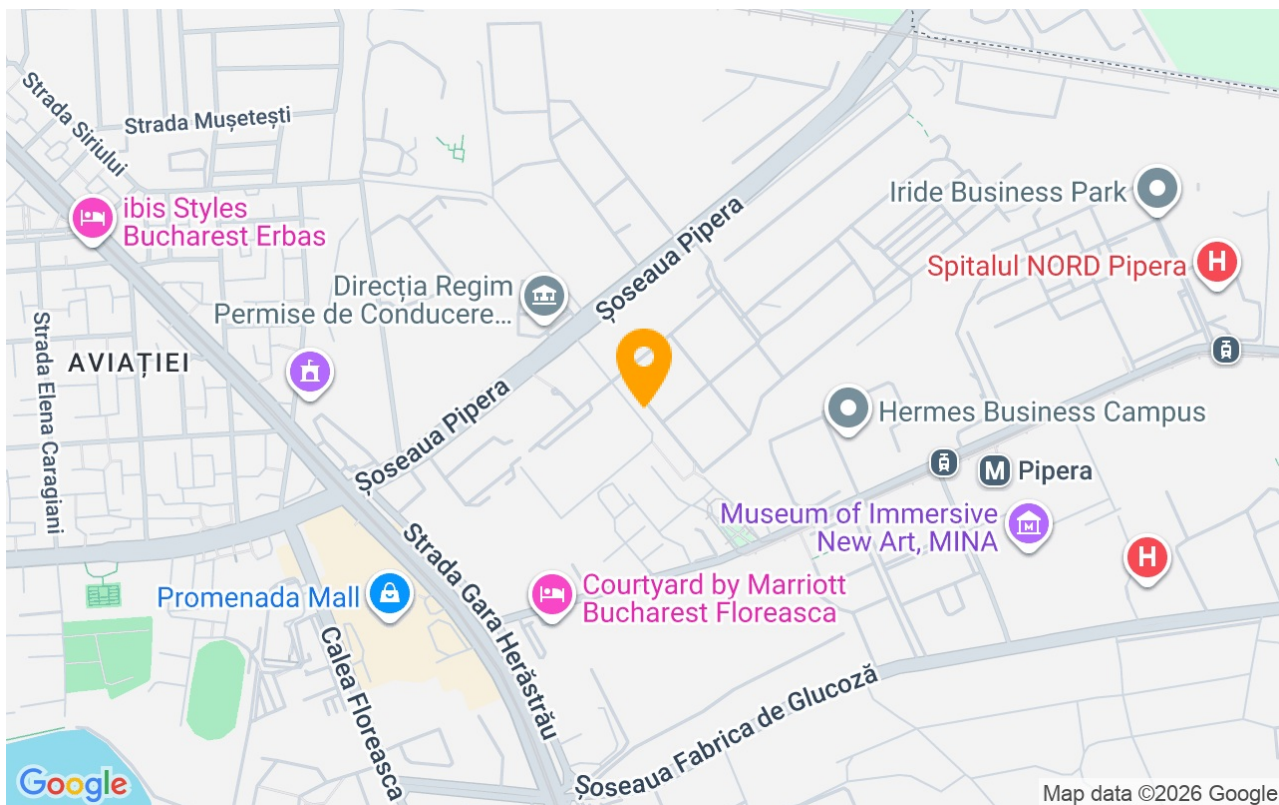 Strada Siriului
Strada Mușetești
ibis Styles
Bucharest Erbas
Șoseaua Pipera
Iride Business Park
Spitalul NORD Pipera
H
Direcția Regim
Permise de Conducere...
AVIAȚIEI
Strada Elena Caragiani
Șoseaua Pipera
Hermes Business Campus
M Pipera
Museum of Immersive
New Art, MINA
H
Promenada Mall
Strada Gara Herăstrău
Courtyard by Marriott
Bucharest Floreasca
Calea Floreasca
Șoseaua Fabrica de Glucoză
Google
Map data ©2026 Google